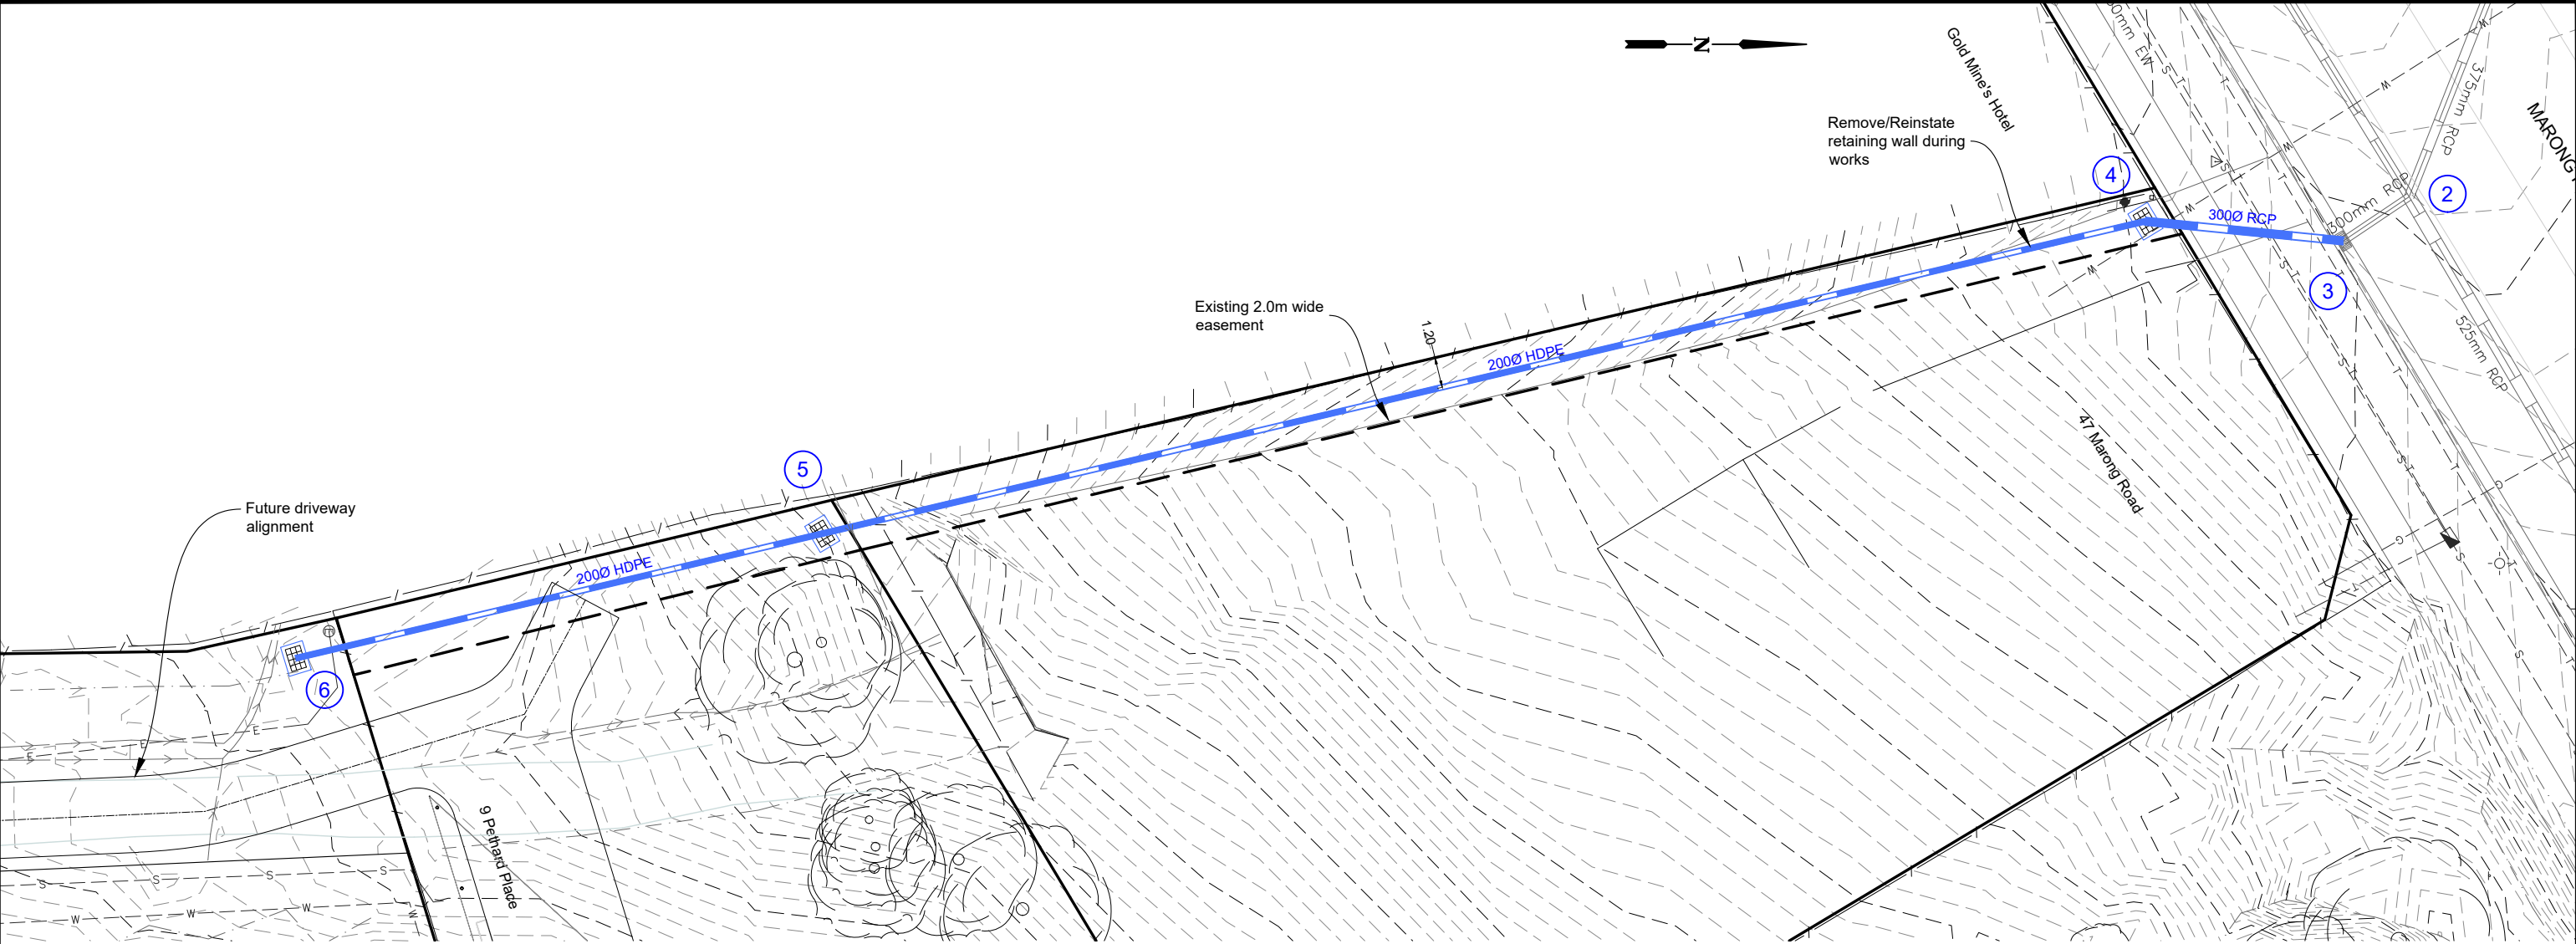 N
Gold Mine's Hotel
Remove/Reinstate
retaining wall during
works
4
300Ø RCP
300mm
RCP
2
375mm RCP
EW
3
525mm RCP
47 Marong Road
Existing 2.0m wide
easement
1.20
200Ø HDPE
5
200Ø HDPE
Future driveway
alignment
6
9 Pethard Place
E
E
E
S
S
S
S
W
W
W
W